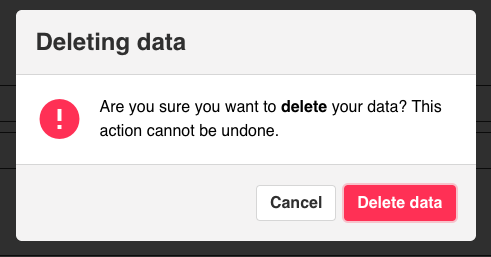 Deleting data
Are you sure you want to delete your data? This
action cannot be undone.
Cancel
Delete data